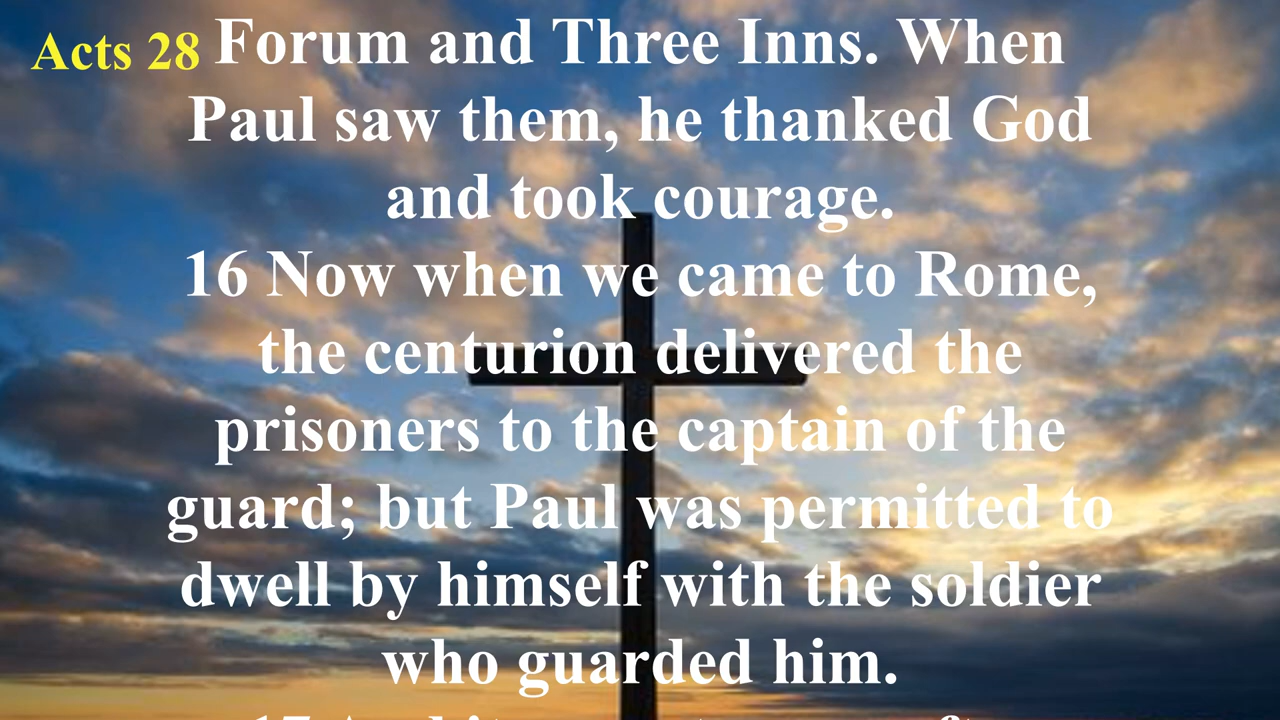 Acts 28 Forum and Three Inns. When
Paul saw them, he thanked God
and took courage.
16 Now when we came to Rome,
the centurion delivered the
prisoners to the captain of the
guard; but Paul was permitted to
dwell by himself with the soldier
who guarded him.